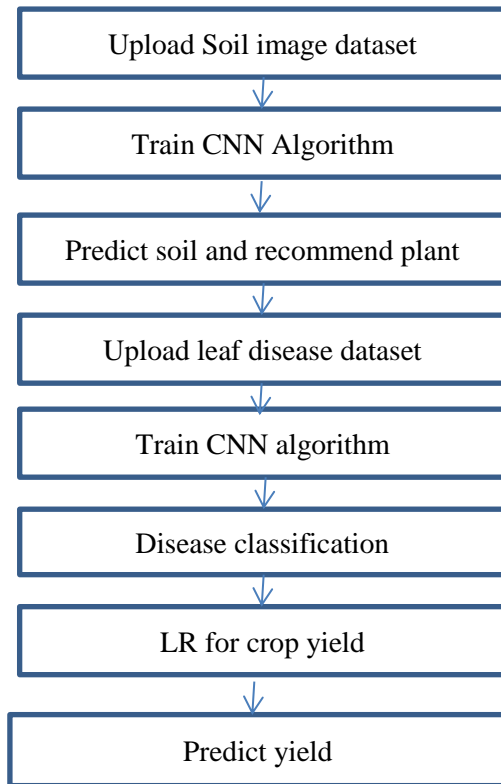 Upload Soil image dataset
Train CNN Algorithm
Predict soil and recommend plant
Upload leaf disease dataset
Train CNN algorithm
Disease classification
LR for crop yield
Predict yield